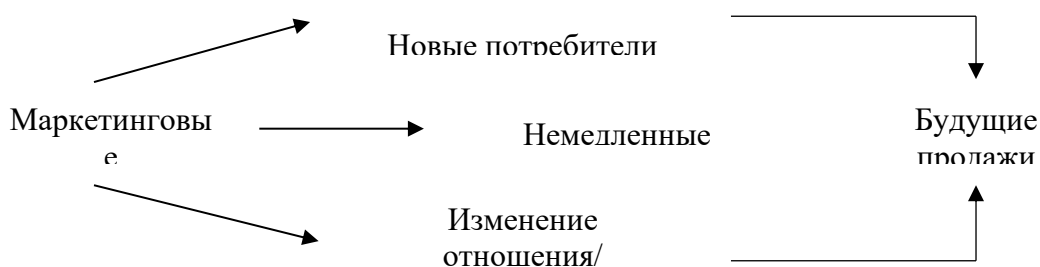 Новые потребители
Маркетинговы
е
Немедленные
Будущие
продажи
Изменение
отношения/